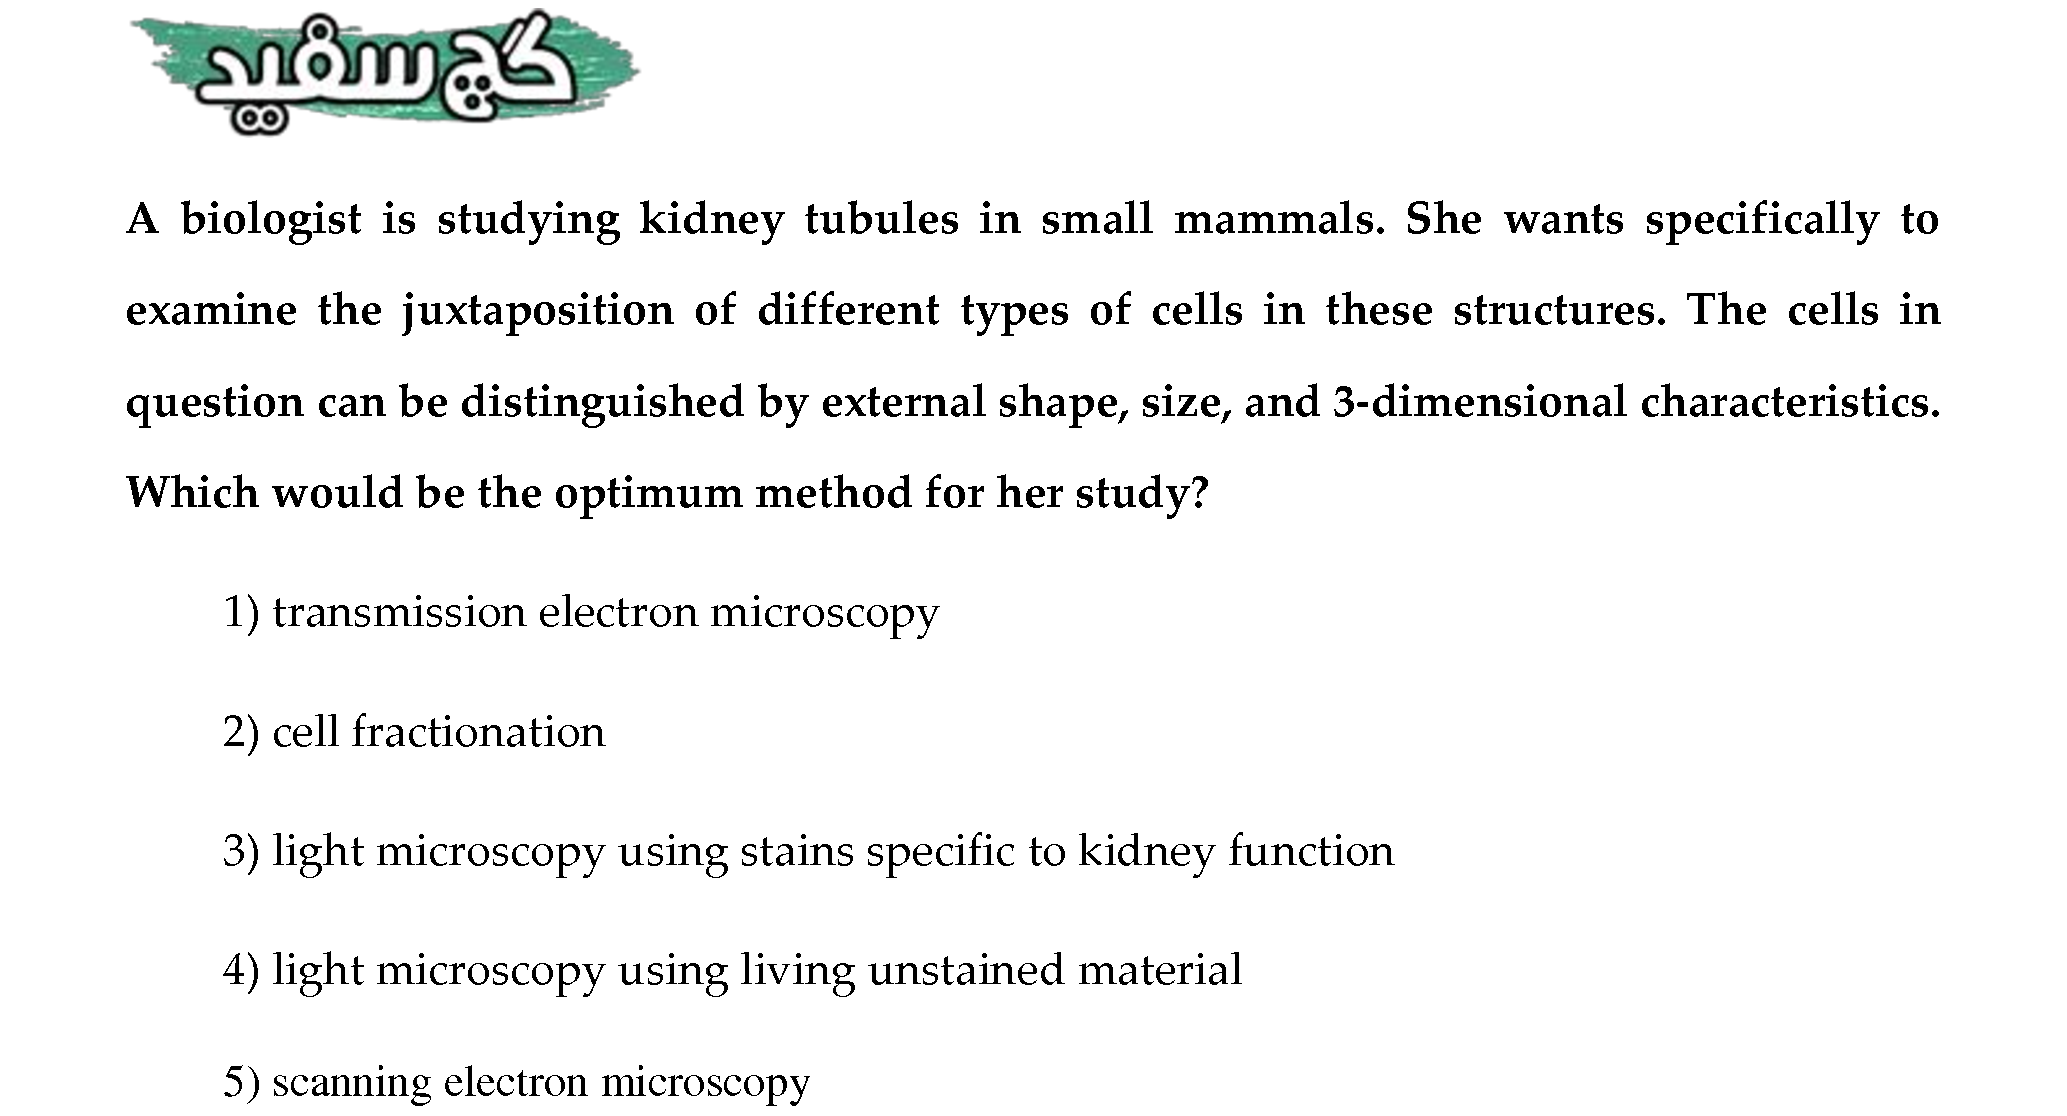 گچ سفید
A biologist is studying kidney tubules in small mammals. She wants specifically to
examine the juxtaposition of different types of cells in these structures. The cells in
question can be distinguished by external shape, size, and 3-dimensional characteristics.
Which would be the optimum method for her study?
1) transmission electron microscopy
2) cell fractionation
3) light microscopy using stains specific to kidney function
4) light microscopy using living unstained material
5) scanning electron microscopy